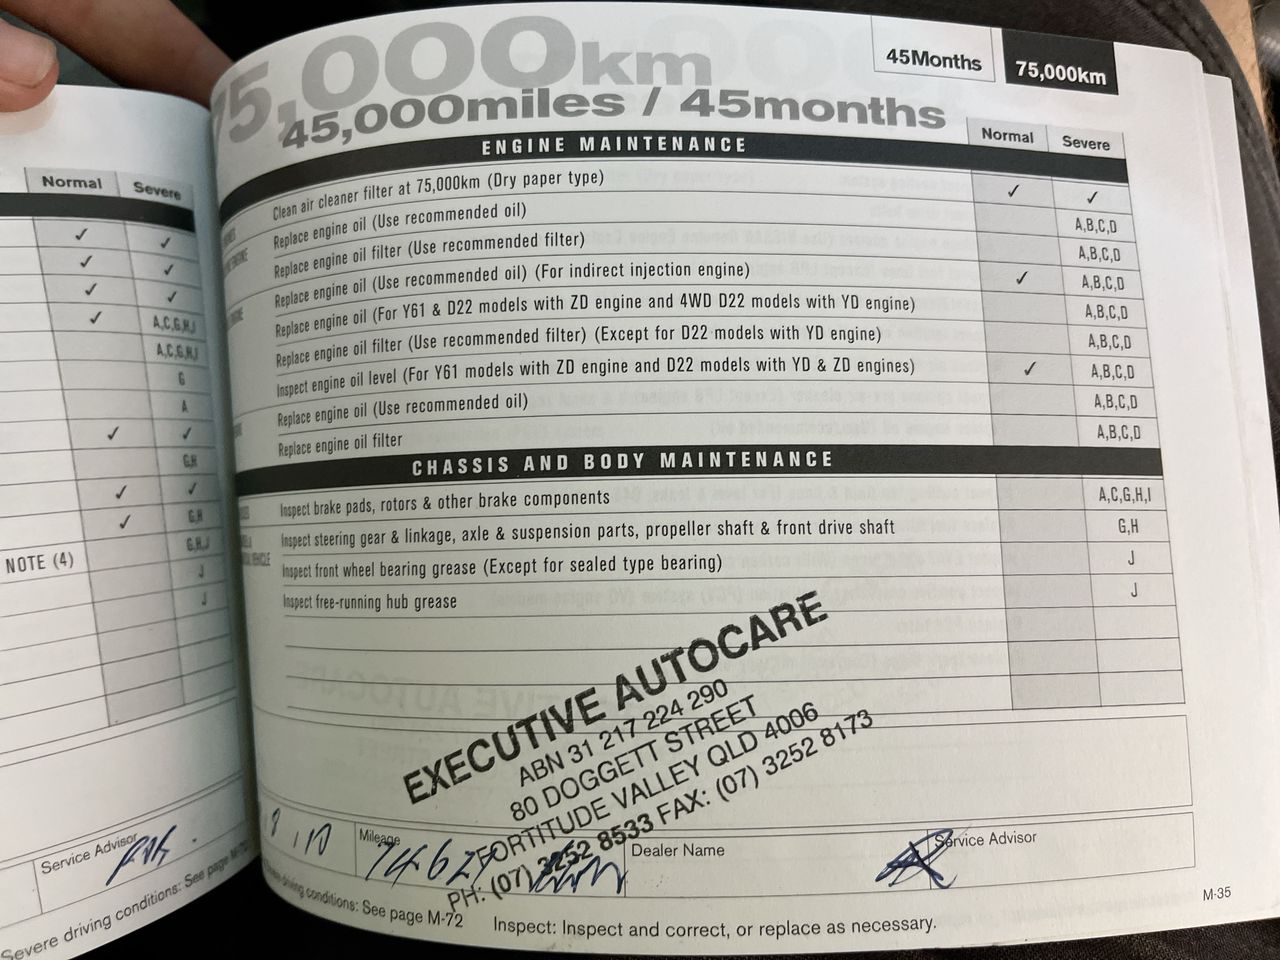 Normal Severe
✓ ✓
✓ ✓
✓ ✓
✓ A,C,G,H,I
A,C,G,H,I
G
A
✓ ✓
G,H
✓ ✓
✓ G,H
NOTE (4) G,H,J
J
J
Service Advisor
Severe driving conditions: See page M-72
45Months 75,000km
75,000km
45,000miles / 45months
Normal Severe
ENGINE MAINTENANCE
Clean air cleaner filter at 75,000km (Dry paper type) ✓ ✓
Replace engine oil (Use recommended oil) A,B,C,D
Replace engine oil filter (Use recommended filter) A,B,C,D
Replace engine oil (Use recommended oil) (For indirect injection engine) ✓ A,B,C,D
Replace engine oil (For Y61 & D22 models with ZD engine and 4WD D22 models with YD engine) A,B,C,D
Replace engine oil filter (Use recommended filter) (Except for D22 models with YD engine) A,B,C,D
Inspect engine oil level (For Y61 models with ZD engine and D22 models with YD & ZD engines) ✓ A,B,C,D
Replace engine oil (Use recommended oil) A,B,C,D
Replace engine oil filter A,B,C,D
CHASSIS AND BODY MAINTENANCE
Inspect brake pads, rotors & other brake components A,C,G,H,I
Inspect steering gear & linkage, axle & suspension parts, propeller shaft & front drive shaft G,H
Inspect front wheel bearing grease (Except for sealed type bearing) J
Inspect free-running hub grease J
EXECUTIVE AUTOCARE
ABN 31 217 224 290
80 DOGGETT STREET
FORTITUDE VALLEY QLD 4006
PH: (07) 3252 8533 FAX: (07) 3252 8173
8 10
Mileage
Dealer Name
Service Advisor
driving conditions: See page M-72
Inspect: Inspect and correct, or replace as necessary.
M-35